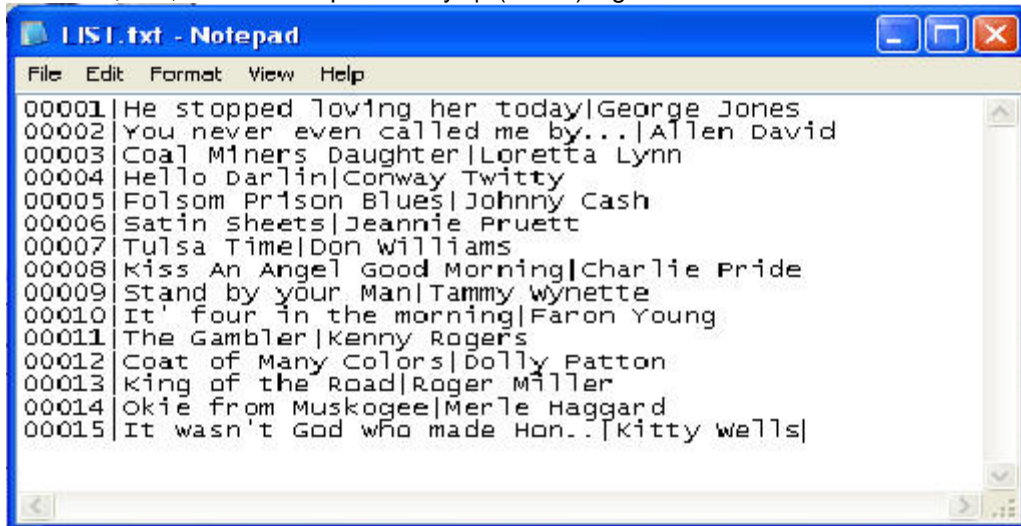 LIST.txt - Notepad
File Edit Format View Help
00001|He stopped loving her today|George Jones
00002|You never even called me by...|Allen David
00003|Coal Miners Daughter|Loretta Lynn
00004|Hello Darlin|Conway Twitty
00005|Folsom Prison Blues|Johnny Cash
00006|Satin Sheets|Jeannie Pruett
00007|Tulsa Time|Don Williams
00008|Kiss An Angel Good Morning|Charlie Pride
00009|Stand by your Man|Tammy Wynette
00010|It' four in the morning|Faron Young
00011|The Gambler|Kenny Rogers
00012|Coat of Many Colors|Dolly Patton
00013|King of the Road|Roger Miller
00014|Okie from Muskogee|Merle Haggard
00015|It wasn't God who made Hon..|Kitty Wells